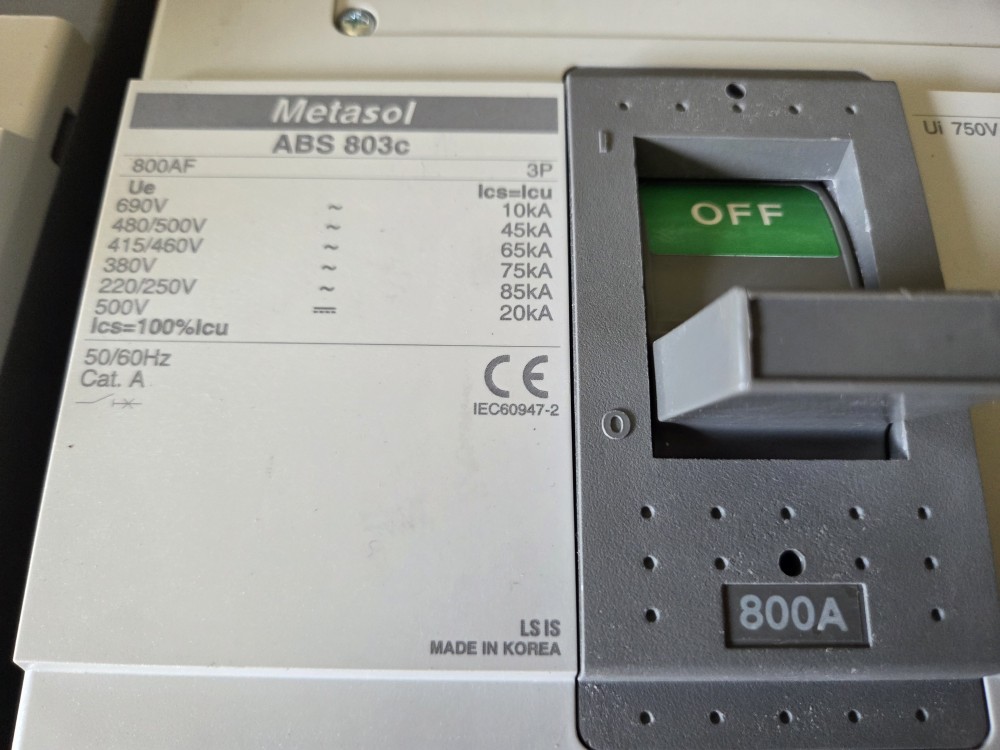 Metasol
ABS 803c
800AF 3P
Ue Ics=Icu
690V ~ 10kA
480/500V ~ 45kA
415/460V ~ 65kA
380V ~ 75kA
220/250V ~ 85kA
500V ⎓ 20kA
Ics=100%Icu
50/60Hz
Cat. A
CE
IEC60947-2
LS IS
MADE IN KOREA
I
OFF
O
800A
Ui 750V